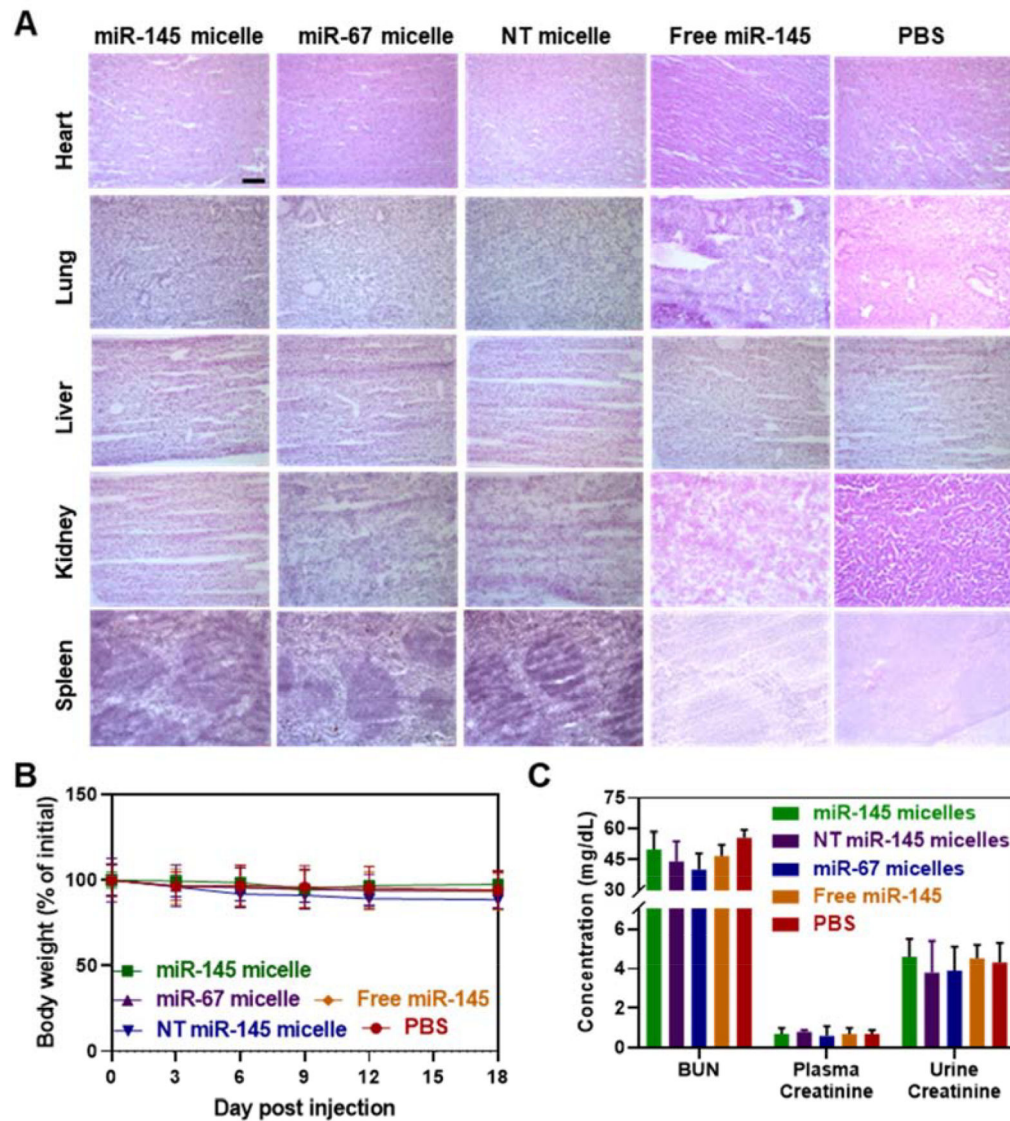 A
miR-145 micelle miR-67 micelle NT micelle Free miR-145 PBS
Heart
Lung
Liver
Kidney
Spleen
B
Body weight (% of initial)
150
100
50
0
0 3 6 9 12 15 18
Day post injection
miR-145 micelle
miR-67 micelle Free miR-145
NT miR-145 micelle PBS
C
Concentration (mg/dL)
75
60
45
30
6
4
2
0
miR-145 micelles
NT miR-145 micelles
miR-67 micelles
Free miR-145
PBS
BUN Plasma Creatinine Urine Creatinine